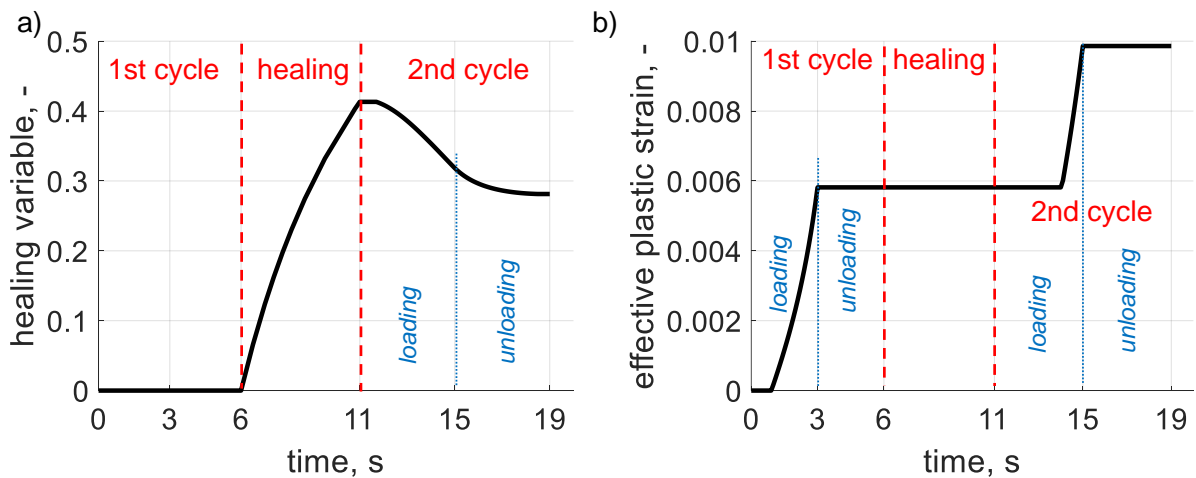 a)
healing variable, -
0.5
0.4
0.3
0.2
0.1
0
1st cycle
healing
2nd cycle
loading
unloading
0 3 6 11 15 19
time, s
b)
effective plastic strain, -
0.01
0.008
0.006
0.004
0.002
0
1st cycle
healing
loading
unloading
2nd cycle
loading
unloading
0 3 6 11 15 19
time, s